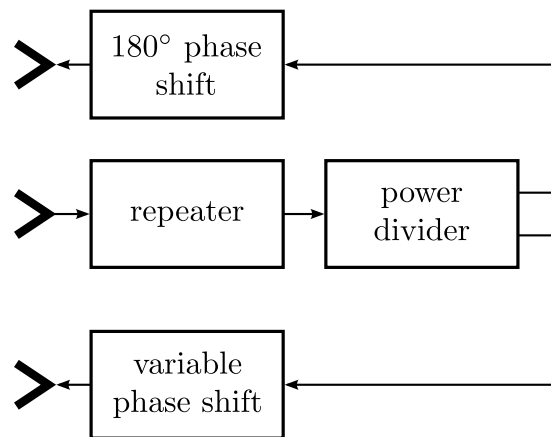 180° phase
shift
repeater
power
divider
variable
phase shift